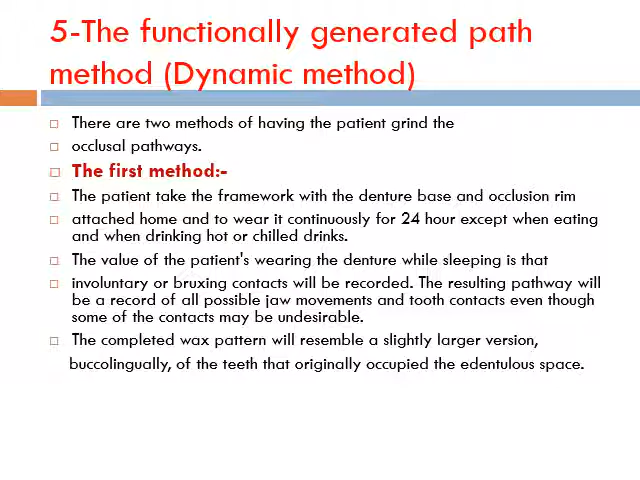 5-The functionally generated path
method (Dynamic method)
There are two methods of having the patient grind the
occlusal pathways.
The first method:-
The patient take the framework with the denture base and occlusion rim
attached home and to wear it continuously for 24 hour except when eating
and when drinking hot or chilled drinks.
The value of the patient's wearing the denture while sleeping is that
involuntary or bruxing contacts will be recorded. The resulting pathway will
be a record of all possible jaw movements and tooth contacts even though
some of the contacts may be undesirable.
The completed wax pattern will resemble a slightly larger version,
buccolingually, of the teeth that originally occupied the edentulous space.